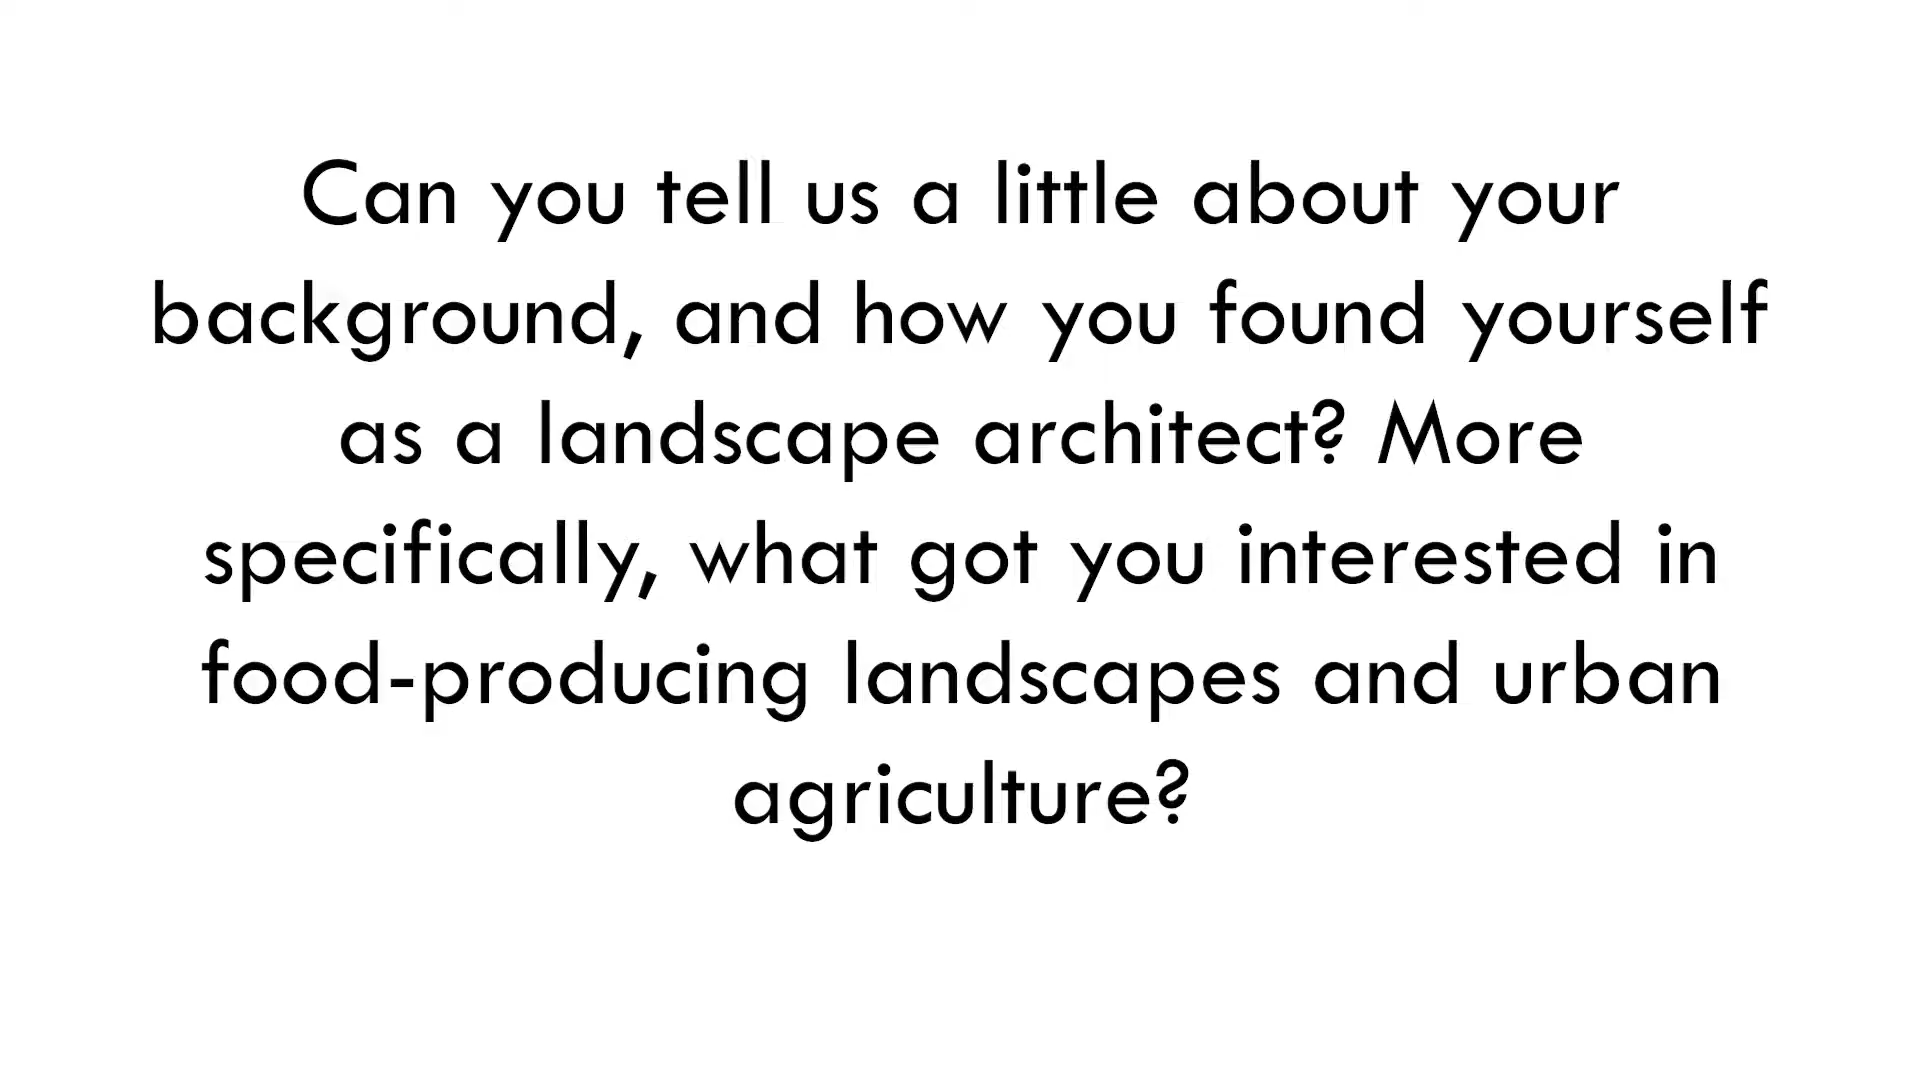 Can you tell us a little about your
background, and how you found yourself
as a landscape architect? More
specifically, what got you interested in
food-producing landscapes and urban
agriculture?